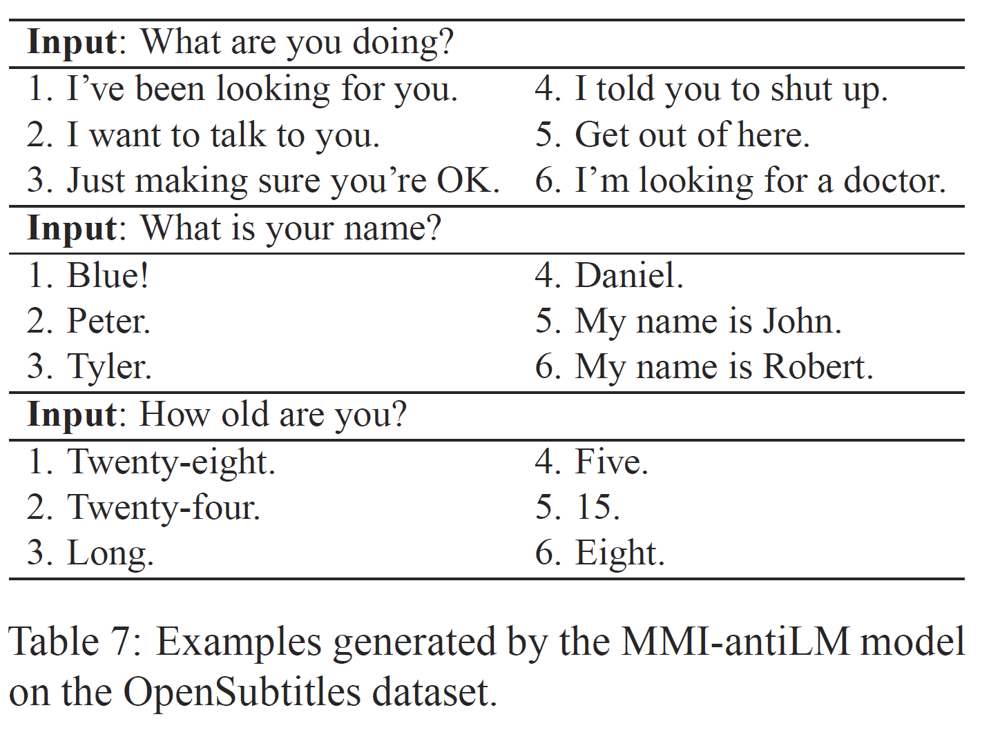 Input: What are you doing?
1. I’ve been looking for you.
2. I want to talk to you.
3. Just making sure you’re OK.
4. I told you to shut up.
5. Get out of here.
6. I’m looking for a doctor.
Input: What is your name?
1. Blue!
2. Peter.
3. Tyler.
4. Daniel.
5. My name is John.
6. My name is Robert.
Input: How old are you?
1. Twenty-eight.
2. Twenty-four.
3. Long.
4. Five.
5. 15.
6. Eight.
Table 7: Examples generated by the MMI-antiLM model
on the OpenSubtitles dataset.